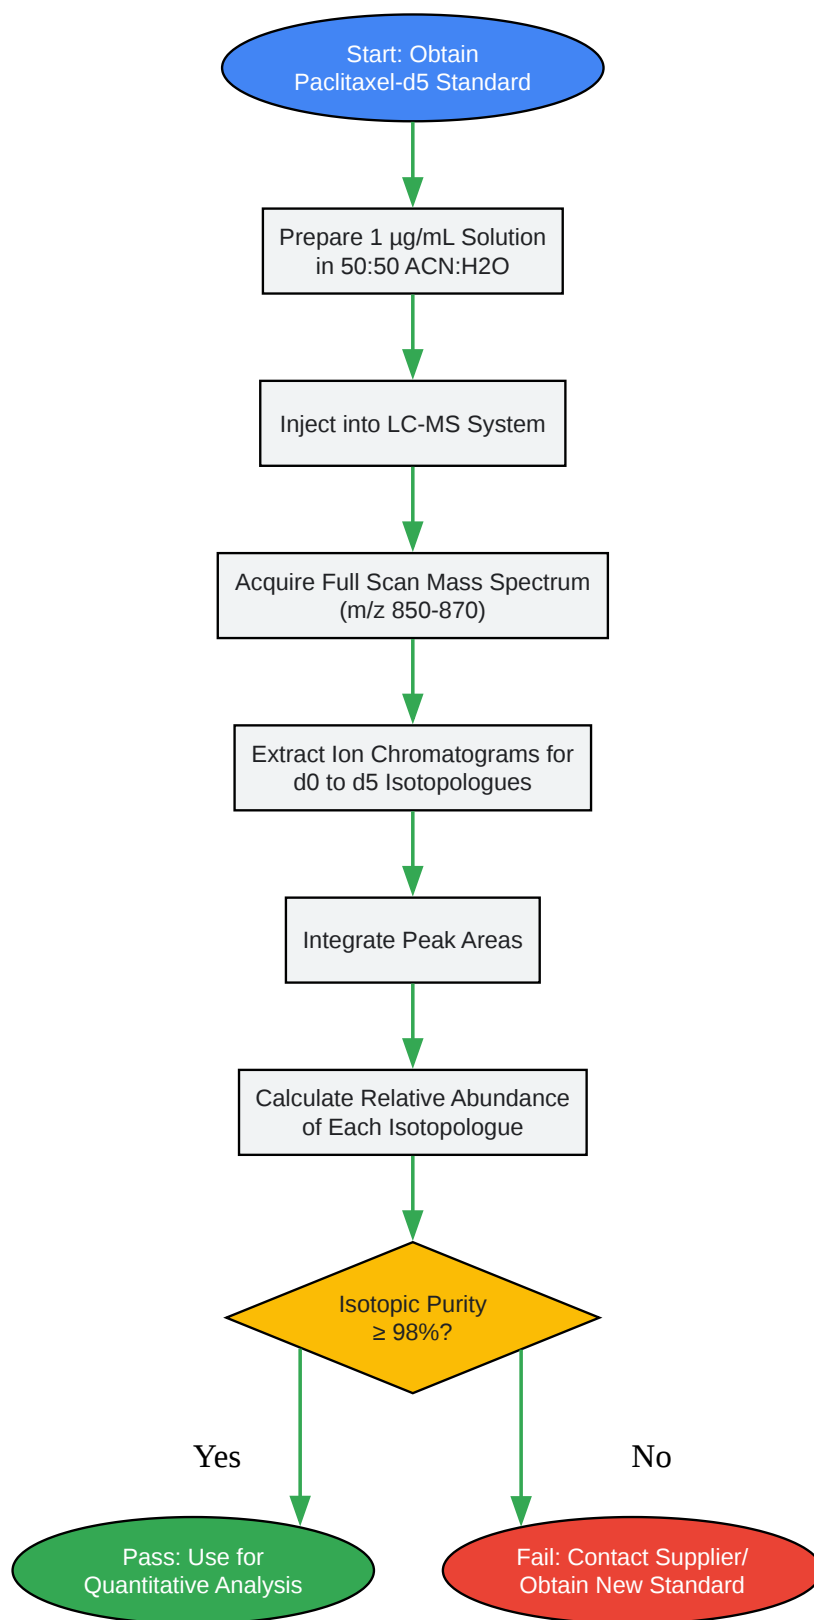 Start: Obtain
Paclitaxel-d5 Standard
Prepare 1 µg/mL Solution
in 50:50 ACN:H2O
Inject into LC-MS System
Acquire Full Scan Mass Spectrum
(m/z 850-870)
Extract Ion Chromatograms for
d0 to d5 Isotopologues
Integrate Peak Areas
Calculate Relative Abundance
of Each Isotopologue
Isotopic Purity
≥ 98%?
Yes
No
Pass: Use for
Quantitative Analysis
Fail: Contact Supplier/
Obtain New Standard